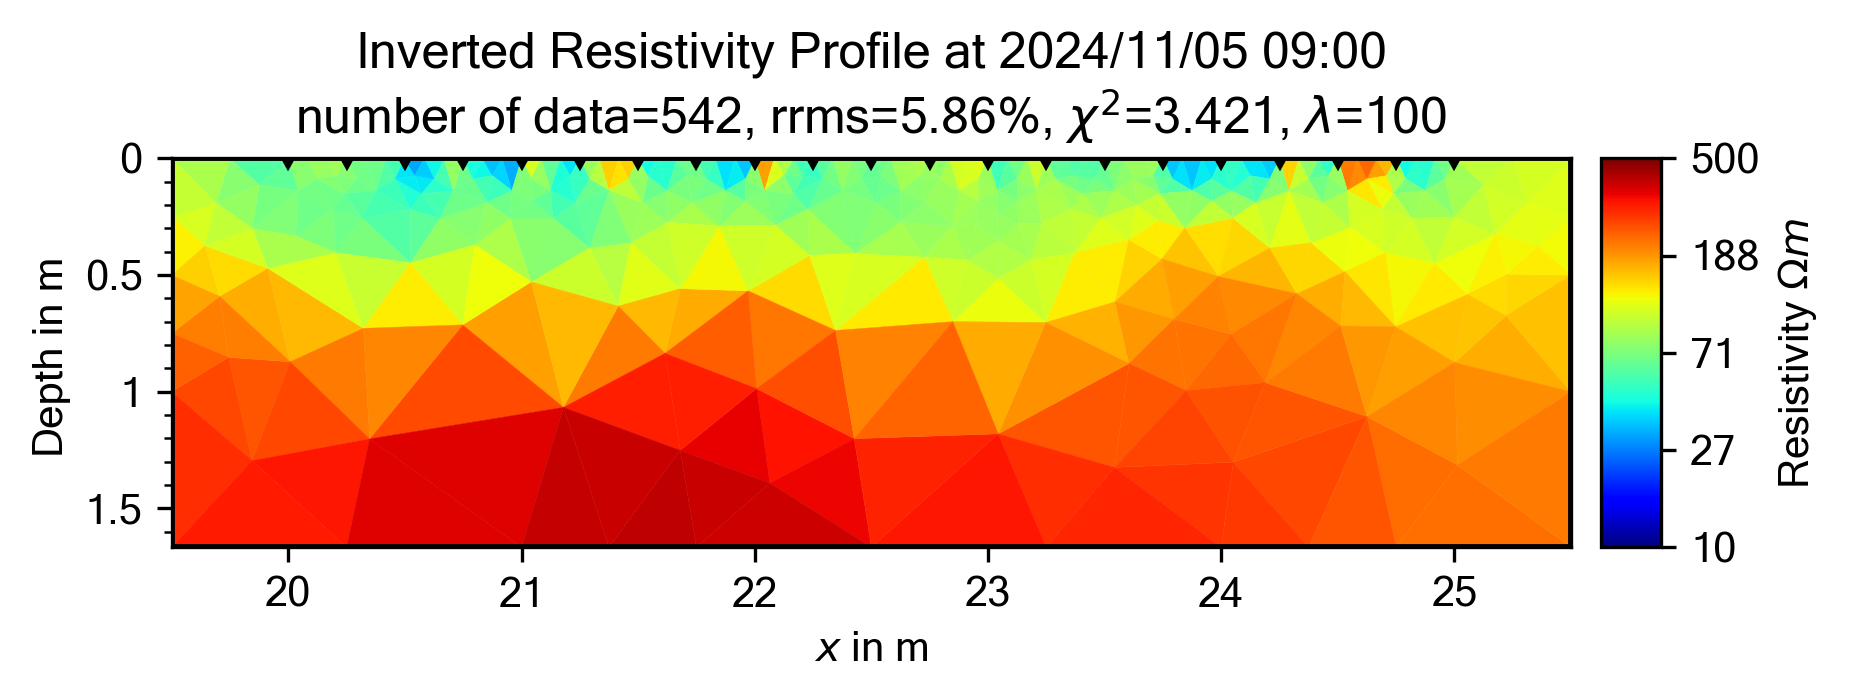 Inverted Resistivity Profile at 2024/11/05 09:00
number of data=542, rrms=5.86%, χ²=3.421, λ=100
0
0.5
1
1.5
Depth in m
20 21 22 23 24 25
x in m
500
188
71
27
10
Resistivity Ωm